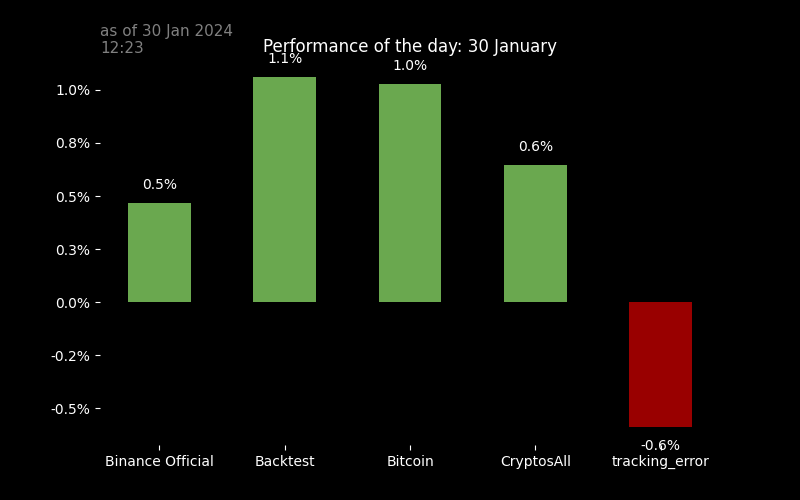 as of 30 Jan 2024
12:23
Performance of the day: 30 January
1.1%
1.0%
1.0%
0.8%
0.6%
0.5%
0.5%
0.3%
0.0%
-0.2%
-0.5%
-0.6%
Binance Official
Backtest
Bitcoin
CryptosAll
tracking_error